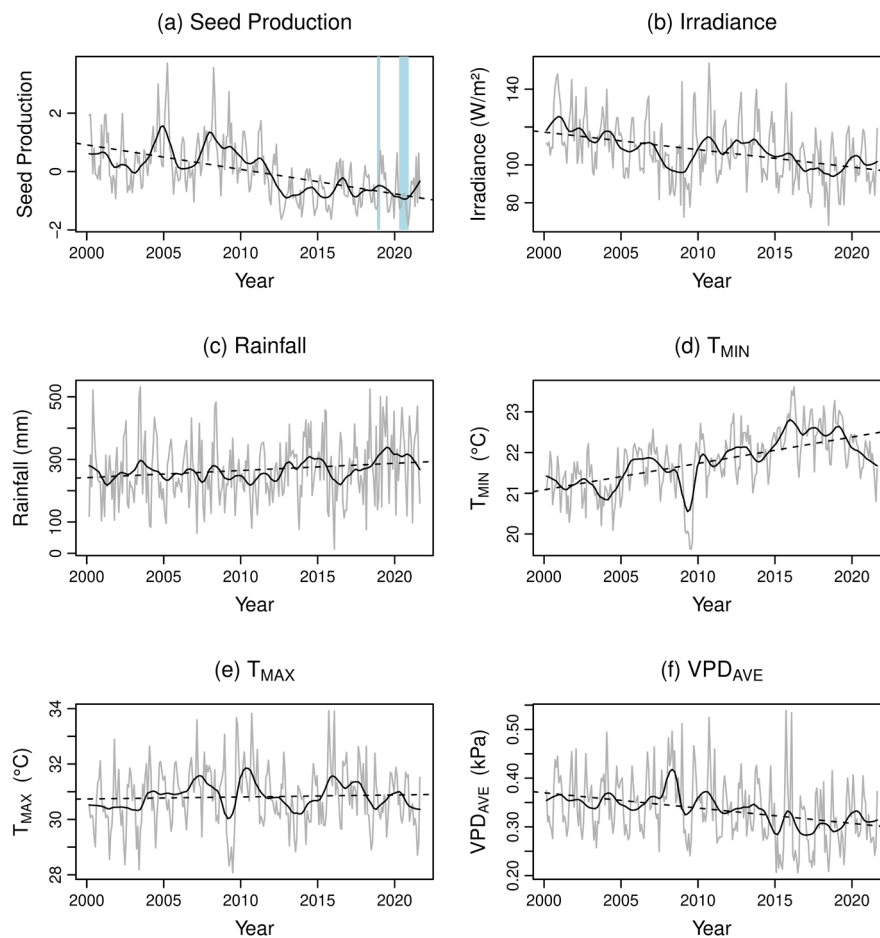 (a) Seed Production
Seed Production
2
0
−2
2000 2005 2010 2015 2020
Year
(b) Irradiance
Irradiance (W/m²)
140
120
100
80
2000 2005 2010 2015 2020
Year
(c) Rainfall
Rainfall (mm)
500
300
100
0
2000 2005 2010 2015 2020
Year
(d) TMIN
TMIN (°C)
23
22
21
20
2000 2005 2010 2015 2020
Year
(e) TMAX
TMAX (°C)
34
32
30
28
2000 2005 2010 2015 2020
Year
(f) VPDAVE
VPDAVE (kPa)
0.50
0.40
0.30
0.20
2000 2005 2010 2015 2020
Year